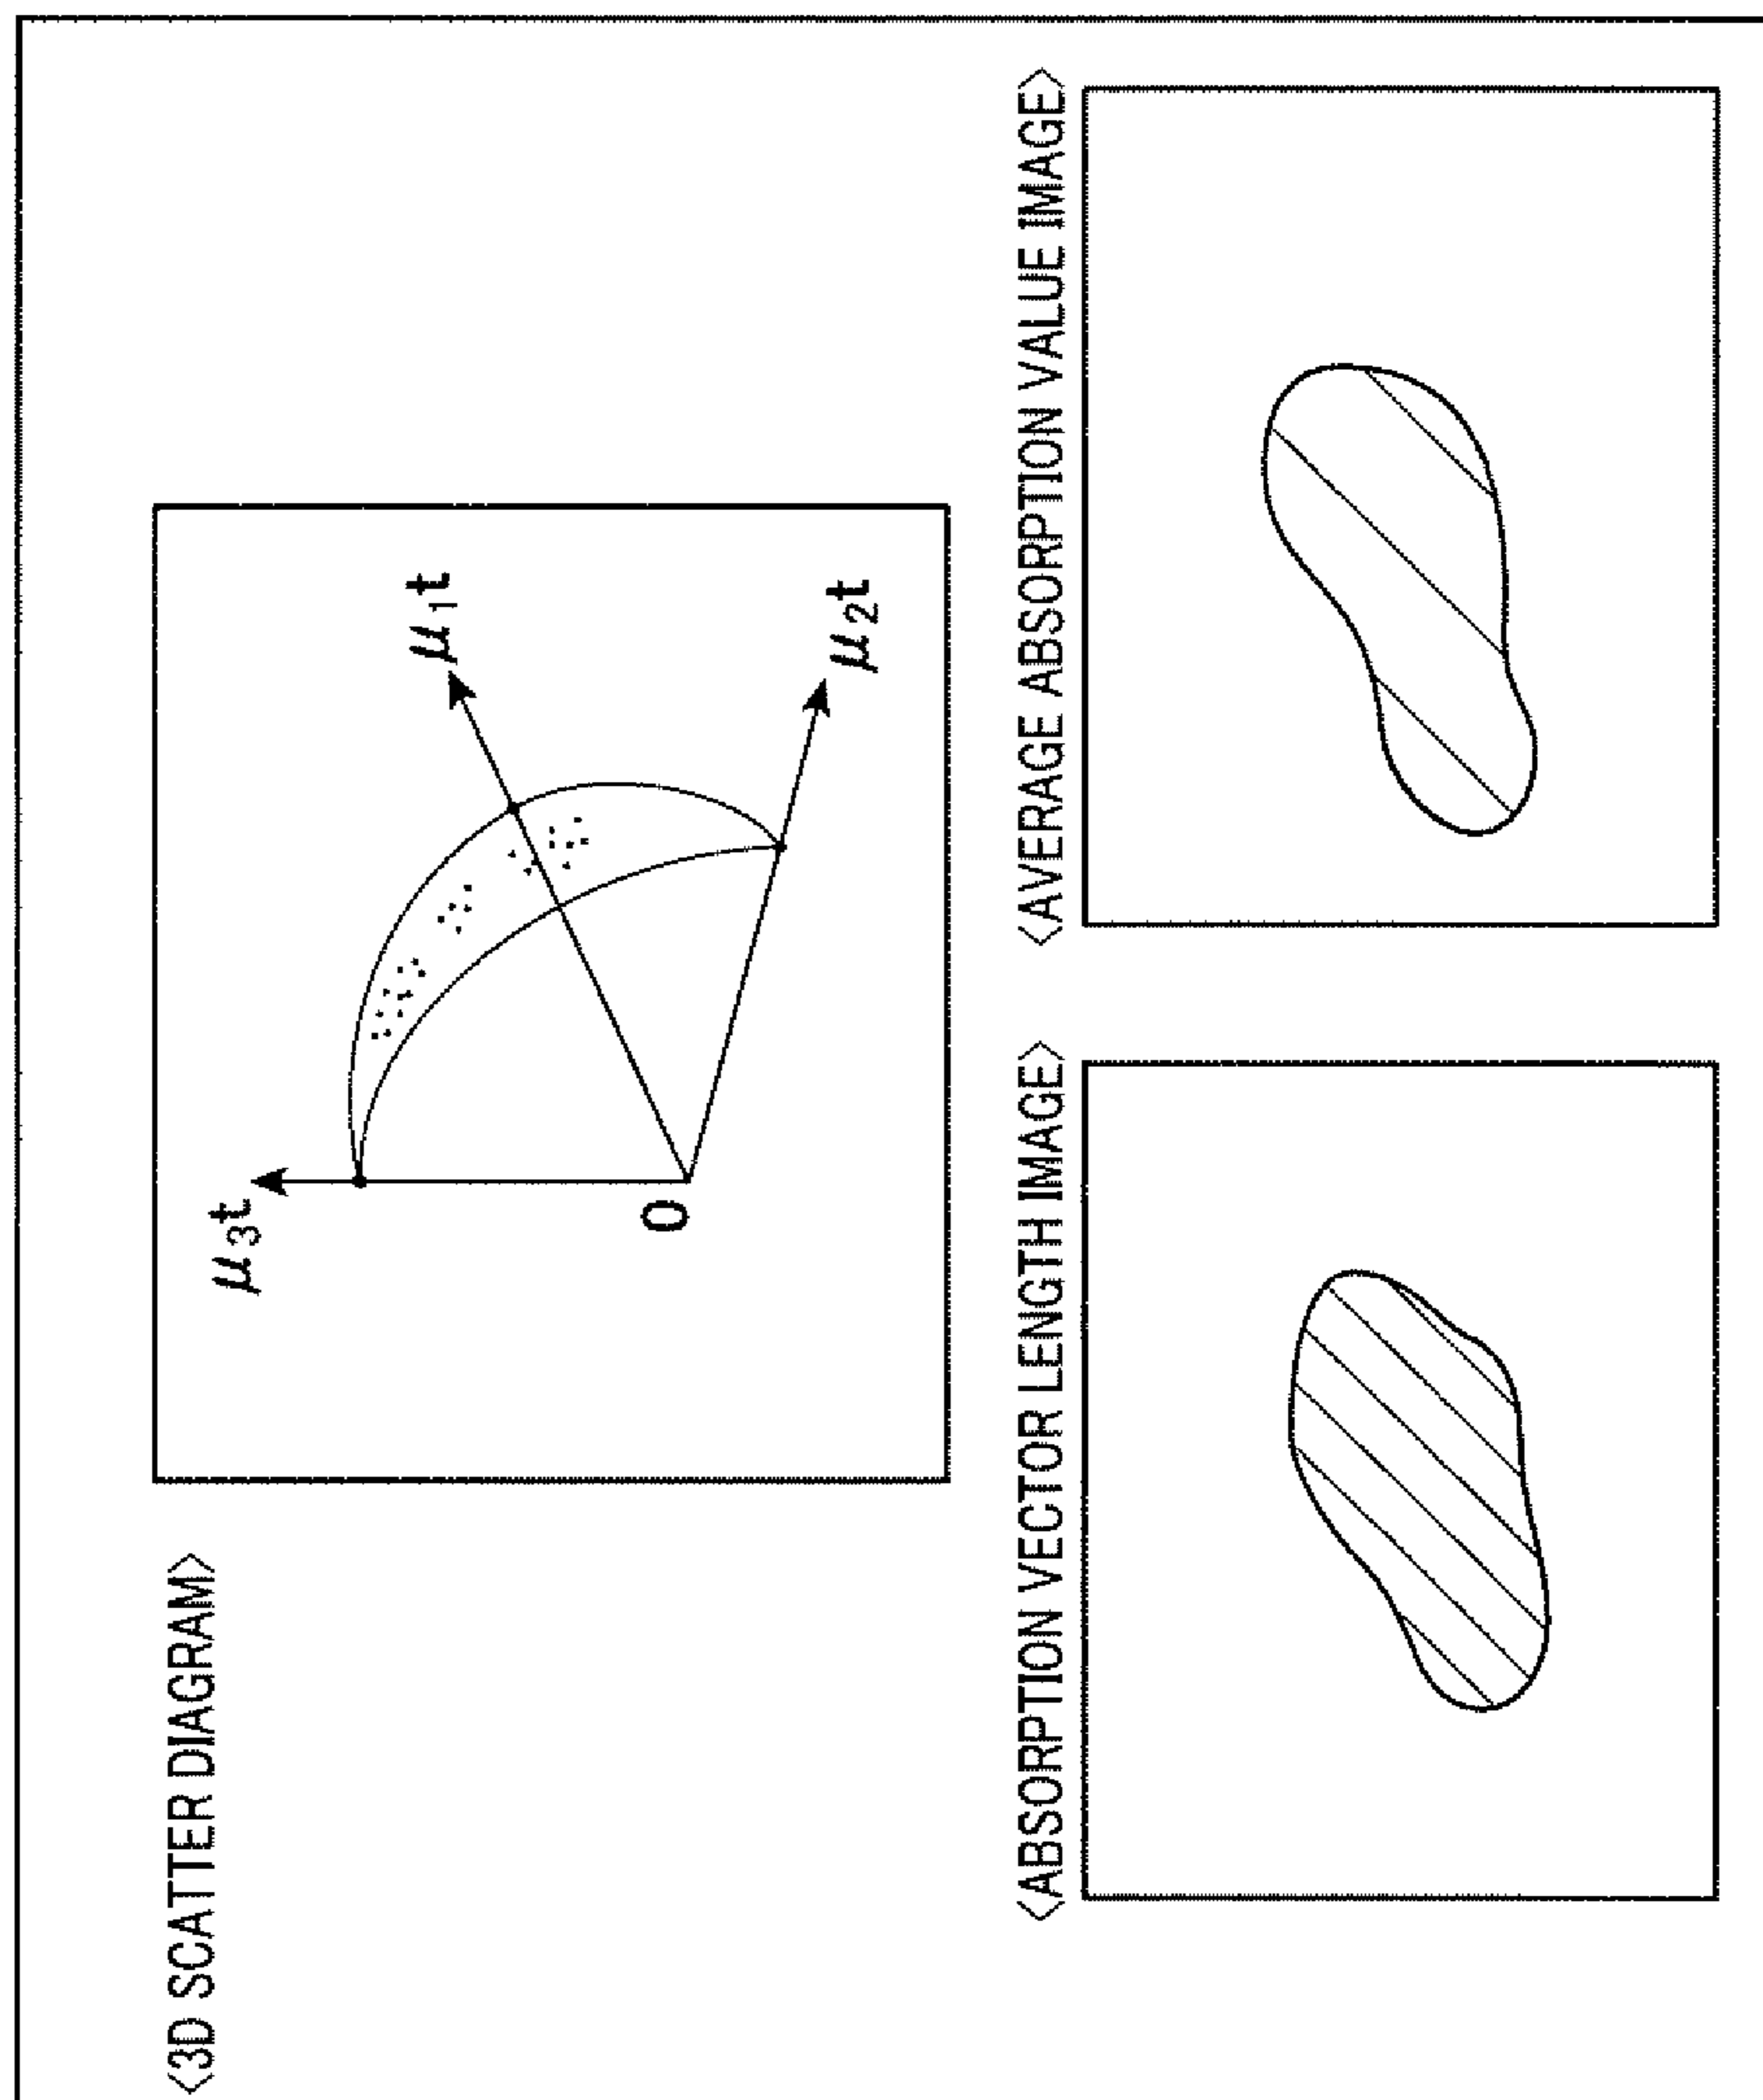 <3D SCATTER DIAGRAM>
μ₃t
μ₁t
μ₂t
0
<ABSORPTION VECTOR LENGTH IMAGE>
<AVERAGE ABSORPTION VALUE IMAGE>